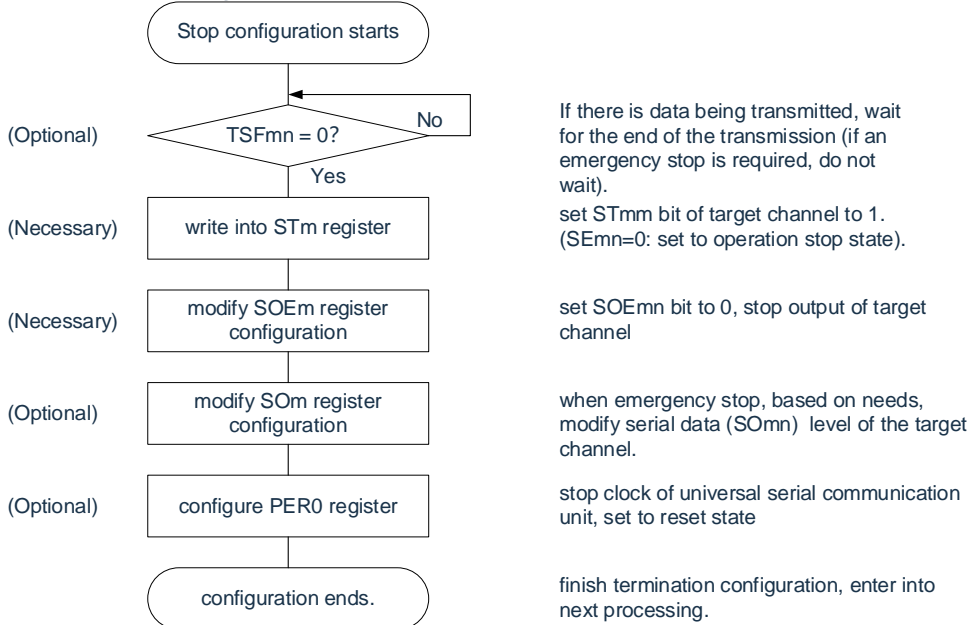 Stop configuration starts
No
(Optional)
TSFmn = 0?
If there is data being transmitted, wait
for the end of the transmission (if an
emergency stop is required, do not
wait).
Yes
(Necessary)
write into STm register
set STmm bit of target channel to 1.
(SEmn=0: set to operation stop state).
(Necessary)
modify SOEm register
configuration
set SOEmn bit to 0, stop output of target
channel
(Optional)
modify SOm register
configuration
when emergency stop, based on needs,
modify serial data (SOmn) level of the target
channel.
(Optional)
configure PER0 register
stop clock of universal serial communication
unit, set to reset state
configuration ends.
finish termination configuration, enter into
next processing.